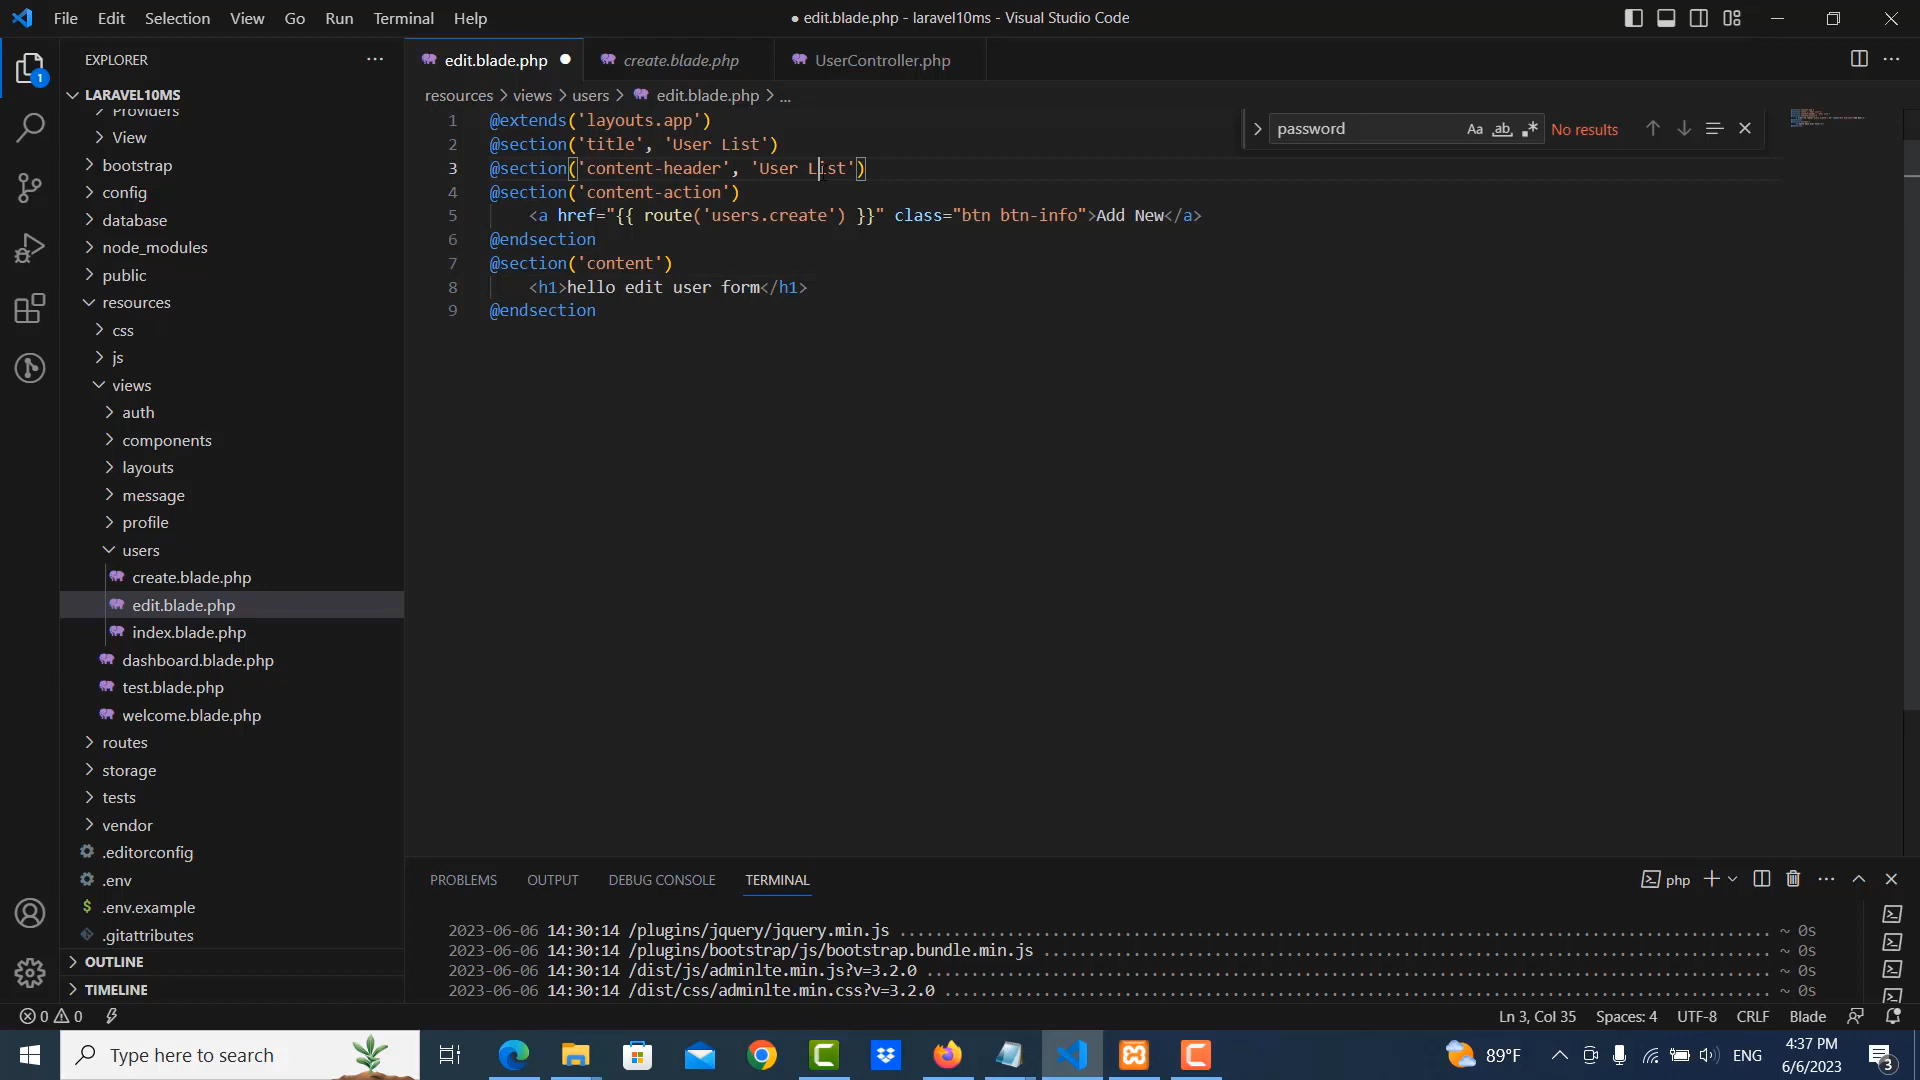 File Edit Selection View Go Run Terminal Help
● edit.blade.php - laravel10ms - Visual Studio Code
EXPLORER
LARAVEL10MS
Providers
View
bootstrap
config
database
node_modules
public
resources
css
js
views
auth
components
layouts
message
profile
users
create.blade.php
edit.blade.php
index.blade.php
dashboard.blade.php
test.blade.php
welcome.blade.php
routes
storage
tests
vendor
.editorconfig
.env
.env.example
.gitattributes
OUTLINE
TIMELINE
edit.blade.php create.blade.php UserController.php
resources > views > users > edit.blade.php > ...
password Aa ab .* No results
1 @extends('layouts.app')
2 @section('title', 'User List')
3 @section('content-header', 'User List')
4 @section('content-action')
5 <a href="{{ route('users.create') }}" class="btn btn-info">Add New</a>
6 @endsection
7 @section('content')
8 <h1>hello edit user form</h1>
9 @endsection
PROBLEMS OUTPUT DEBUG CONSOLE TERMINAL
php
2023-06-06 14:30:14 /plugins/jquery/jquery.min.js ~ 0s
2023-06-06 14:30:14 /plugins/bootstrap/js/bootstrap.bundle.min.js ~ 0s
2023-06-06 14:30:14 /dist/js/adminlte.min.js?v=3.2.0 ~ 0s
2023-06-06 14:30:14 /dist/css/adminlte.min.css?v=3.2.0 ~ 0s
0 0
Ln 3, Col 35 Spaces: 4 UTF-8 CRLF Blade
Type here to search
89°F ENG
4:37 PM
6/6/2023
3
1